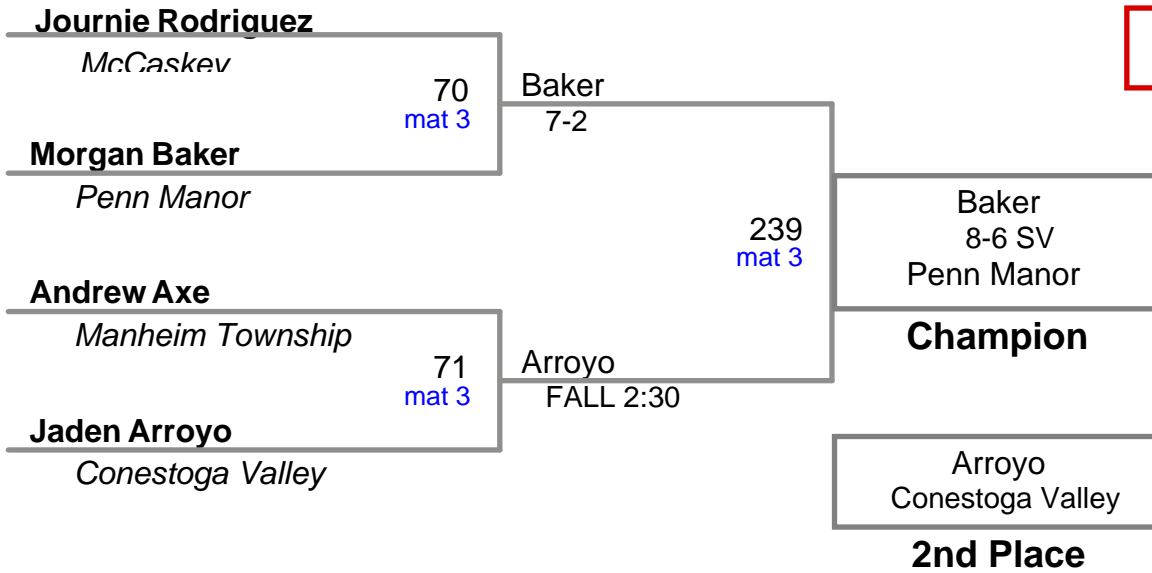 Journie Rodriguez
McCaskey
70
mat 3
Baker
7-2
Morgan Baker
Penn Manor
239
mat 3
Baker
8-6 SV
Penn Manor
Champion
Andrew Axe
Manheim Township
71
mat 3
Arroyo
FALL 2:30
Jaden Arroyo
Conestoga Valley
Arroyo
Conestoga Valley
2nd Place